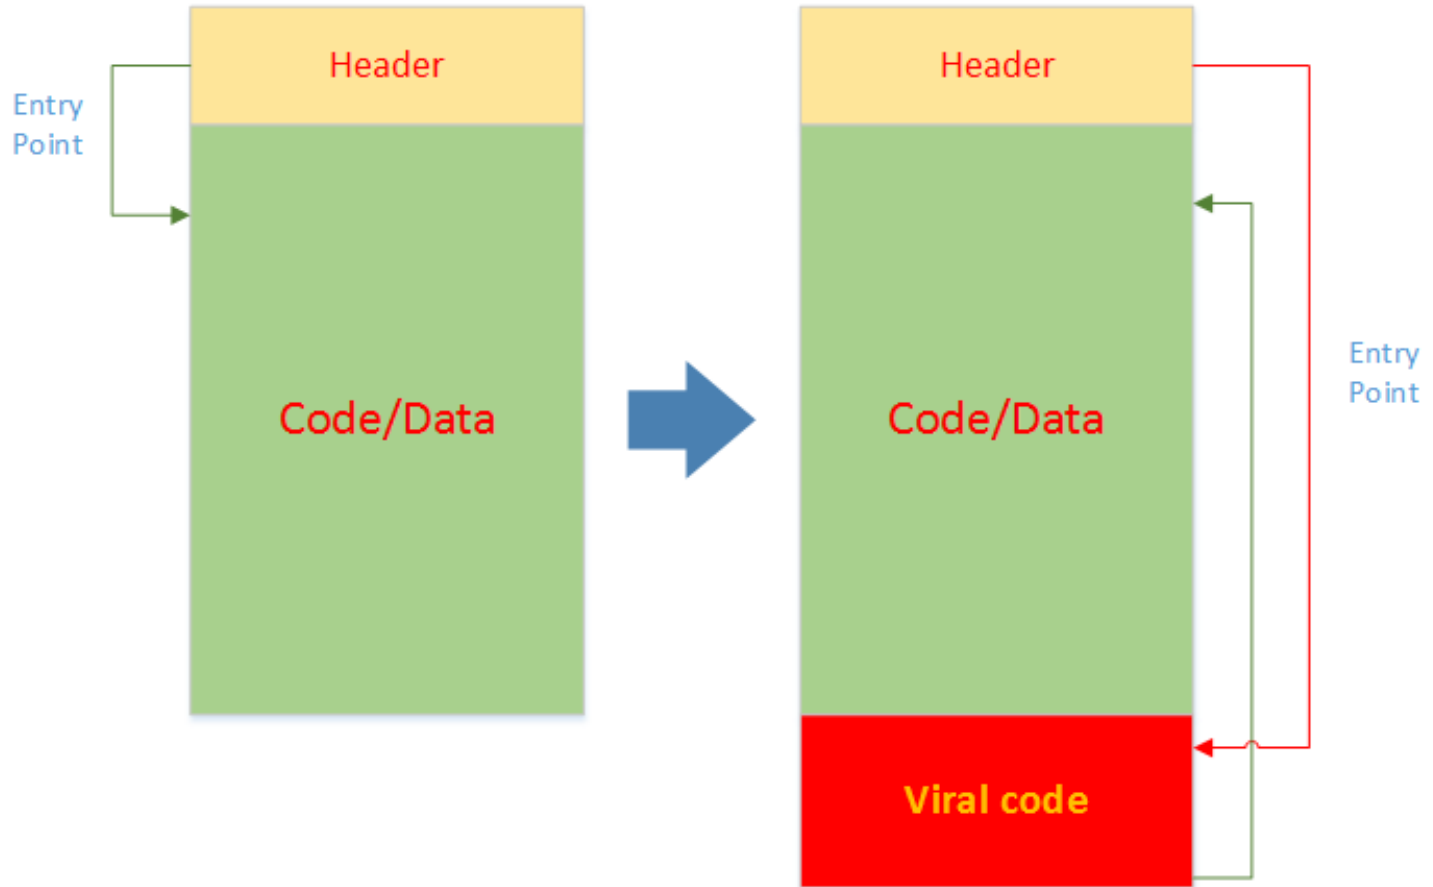 Header
Entry
Point
Code/Data
Header
Code/Data
Entry
Point
Viral code